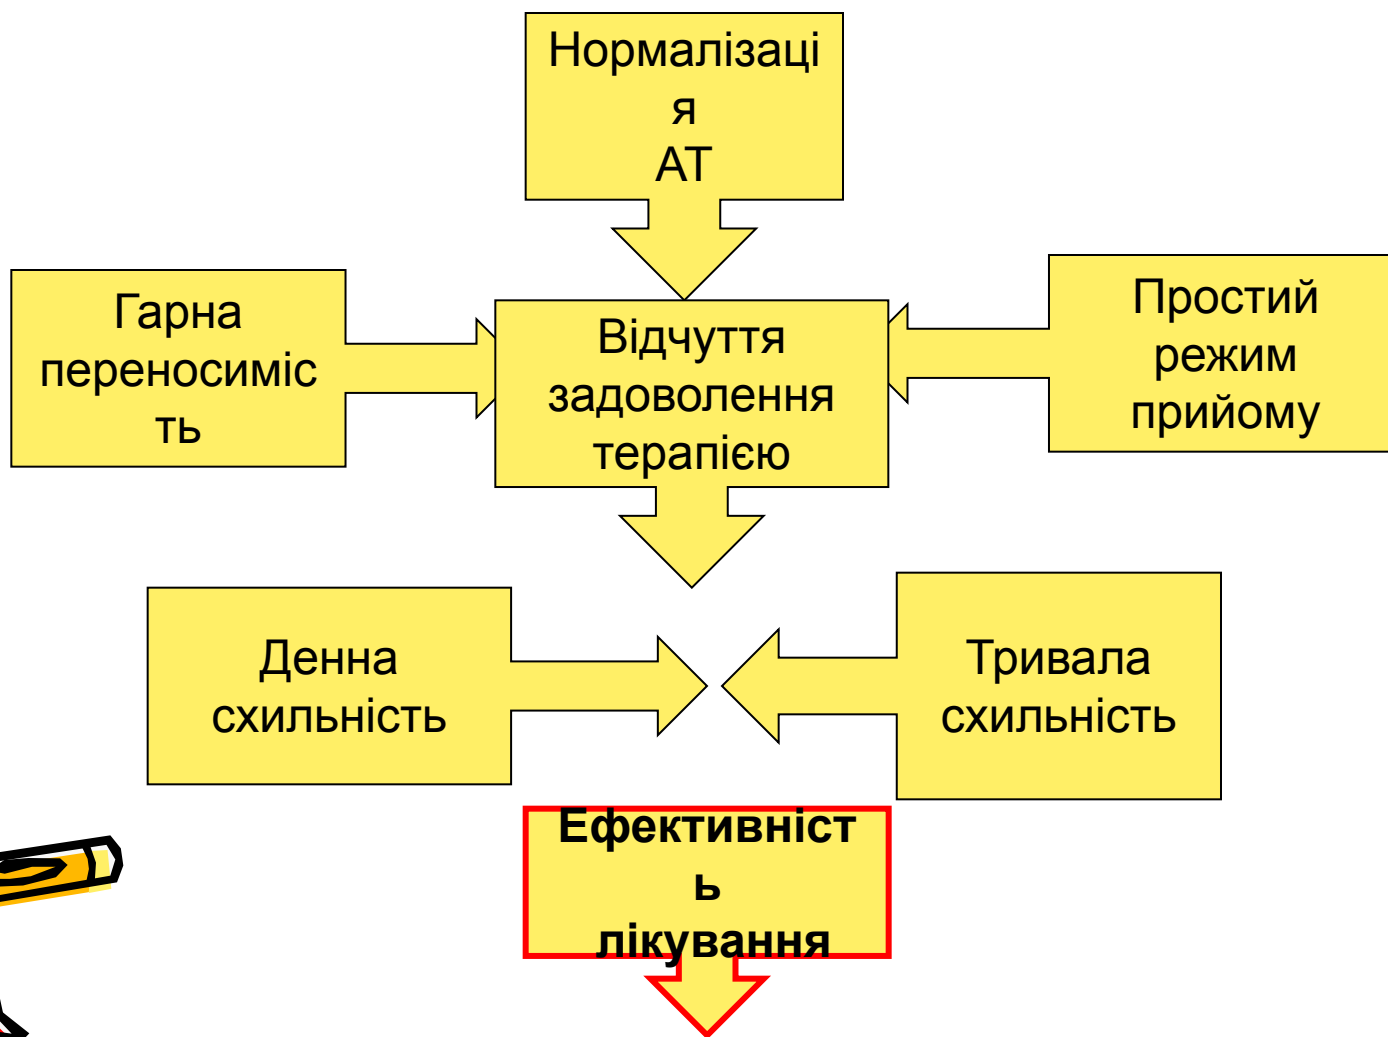 Нормалізаці
я
АТ
Гарна
переносиміс
ть
Відчуття
задоволення
терапією
Простий
режим
прийому
Денна
схильність
Тривала
схильність
Ефективніст
ь
лікування